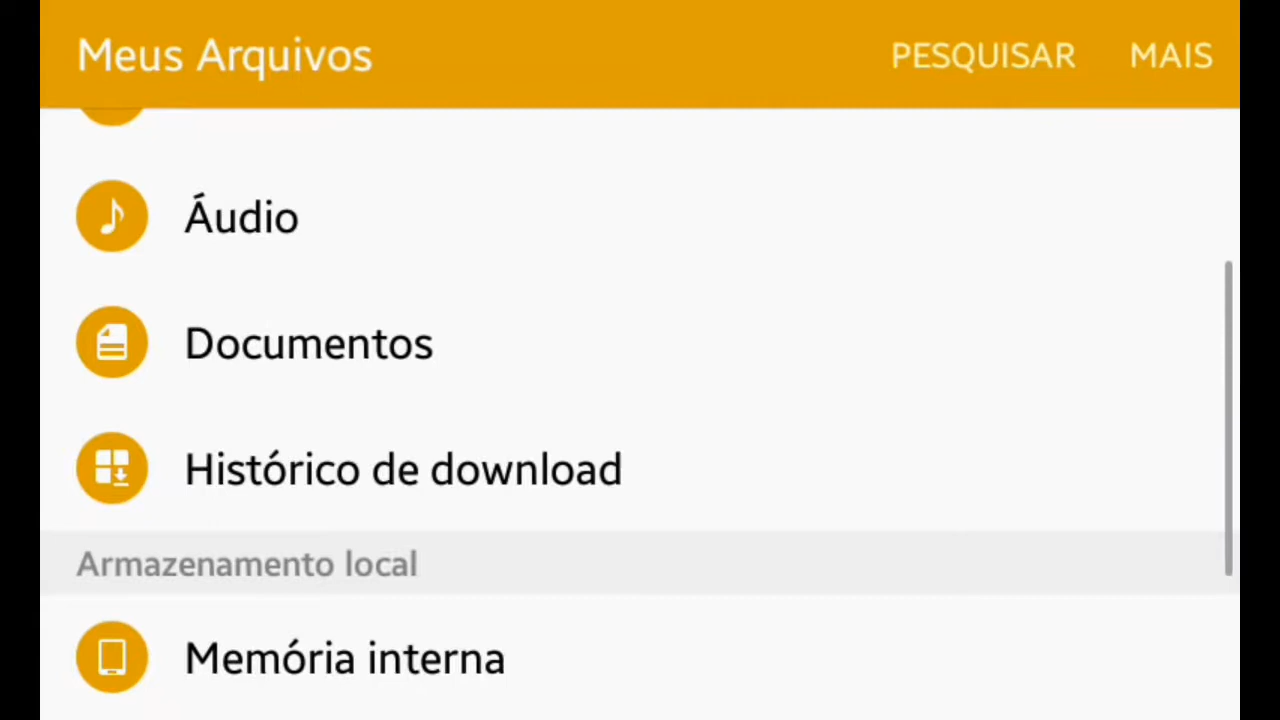 Meus Arquivos PESQUISAR MAIS
Áudio
Documentos
Histórico de download
Armazenamento local
Memória interna